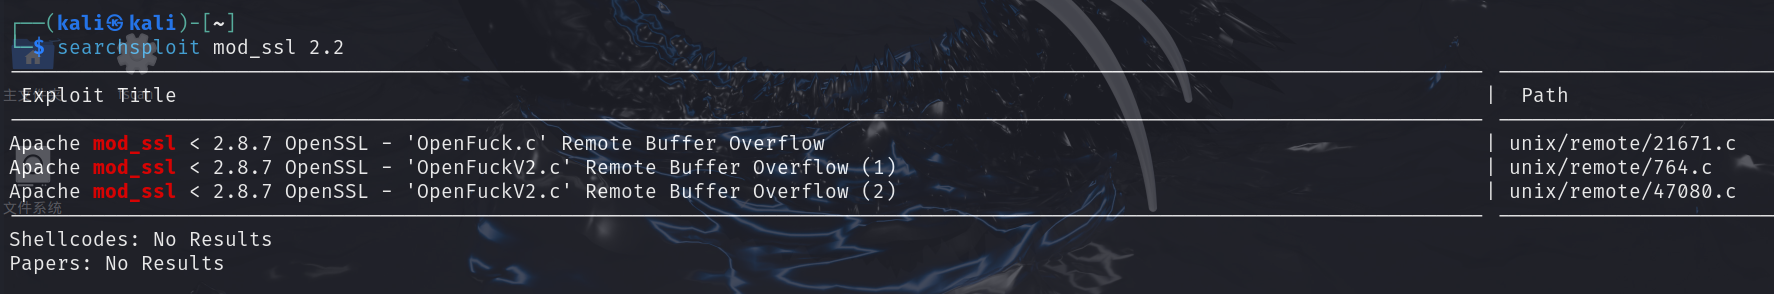 ┌──(kali㉿kali)-[~]
└─$ searchsploit mod_ssl 2.2
Exploit Title | Path
Apache mod_ssl < 2.8.7 OpenSSL - 'OpenFuck.c' Remote Buffer Overflow | unix/remote/21671.c
Apache mod_ssl < 2.8.7 OpenSSL - 'OpenFuckV2.c' Remote Buffer Overflow (1) | unix/remote/764.c
Apache mod_ssl < 2.8.7 OpenSSL - 'OpenFuckV2.c' Remote Buffer Overflow (2) | unix/remote/47080.c
文件系统
Shellcodes: No Results
Papers: No Results